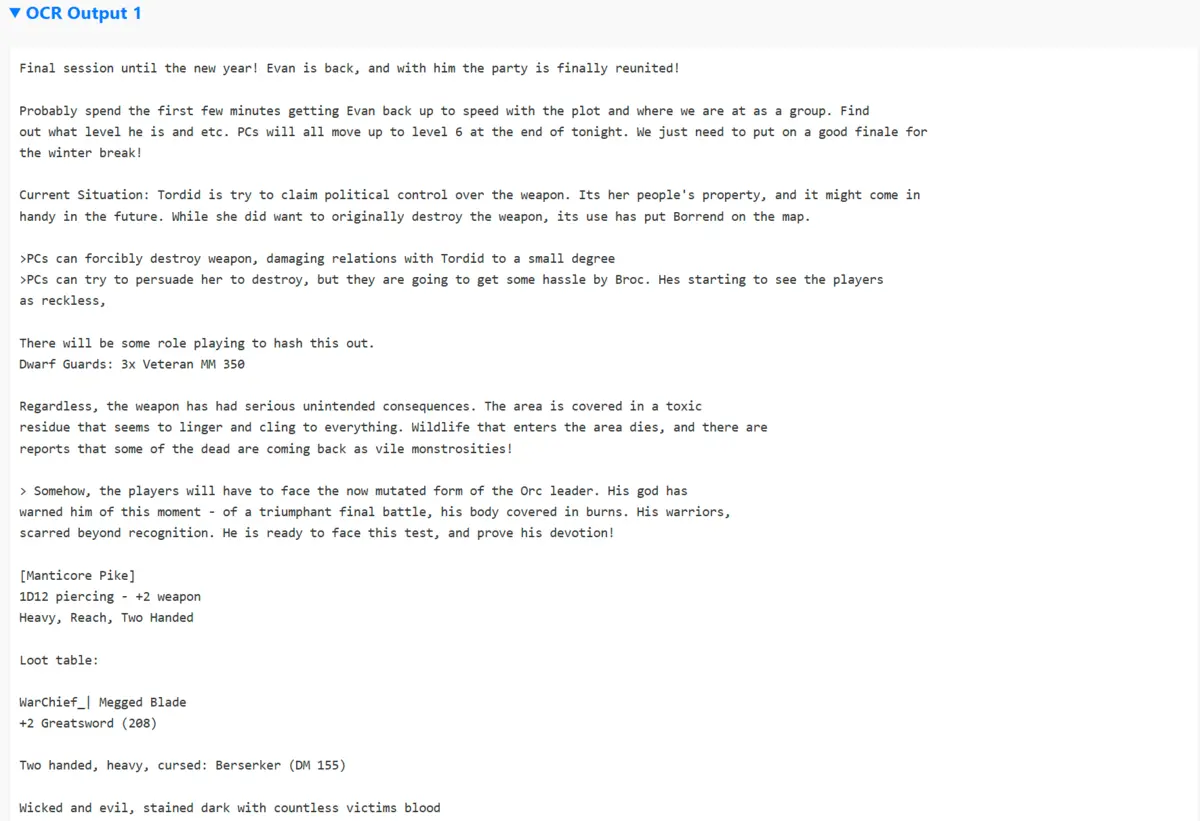 ▼ OCR Output 1
Final session until the new year! Evan is back, and with him the party is finally reunited!
Probably spend the first few minutes getting Evan back up to speed with the plot and where we are at as a group. Find
out what level he is and etc. PCs will all move up to level 6 at the end of tonight. We just need to put on a good finale for
the winter break!
Current Situation: Tordid is try to claim political control over the weapon. Its her people's property, and it might come in
handy in the future. While she did want to originally destroy the weapon, its use has put Borrend on the map.
>PCs can forcibly destroy weapon, damaging relations with Tordid to a small degree
>PCs can try to persuade her to destroy, but they are going to get some hassle by Broc. Hes starting to see the players
as reckless,
There will be some role playing to hash this out.
Dwarf Guards: 3x Veteran MM 350
Regardless, the weapon has had serious unintended consequences. The area is covered in a toxic
residue that seems to linger and cling to everything. Wildlife that enters the area dies, and there are
reports that some of the dead are coming back as vile monstrosities!
> Somehow, the players will have to face the now mutated form of the Orc leader. His god has
warned him of this moment - of a triumphant final battle, his body covered in burns. His warriors,
scarred beyond recognition. He is ready to face this test, and prove his devotion!
[Manticore Pike]
1D12 piercing - +2 weapon
Heavy, Reach, Two Handed
Loot table:
WarChief_| Megged Blade
+2 Greatsword (208)
Two handed, heavy, cursed: Berserker (DM 155)
Wicked and evil, stained dark with countless victims blood